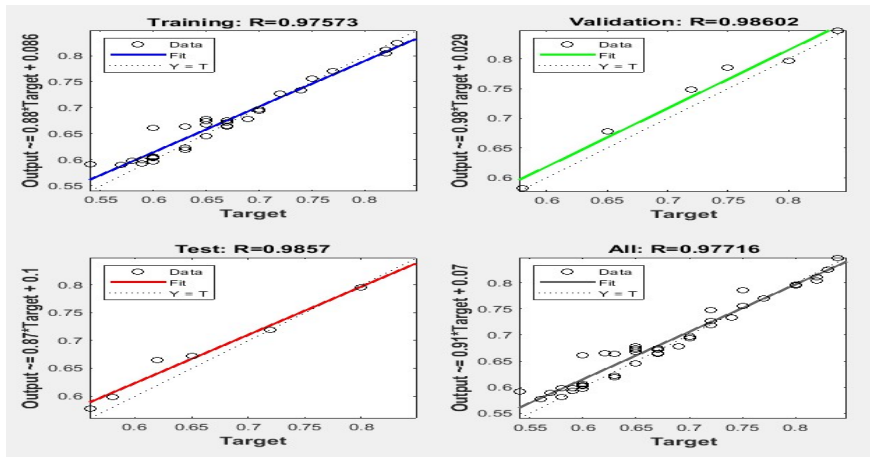 Training: R=0.97573
Output ~= 0.88*Target + 0.086
Data
Fit
Y = T
0.8
0.75
0.7
0.65
0.6
0.55
0.55 0.6 0.65 0.7 0.75 0.8
Target
Validation: R=0.98602
Output ~= 0.98*Target + 0.029
Data
Fit
Y = T
0.8
0.75
0.7
0.65
0.6
0.6 0.65 0.7 0.75 0.8
Target
Test: R=0.9857
Output ~= 0.87*Target + 0.1
Data
Fit
Y = T
0.8
0.75
0.7
0.65
0.6
0.6 0.65 0.7 0.75 0.8
Target
All: R=0.97716
Output ~= 0.91*Target + 0.07
Data
Fit
Y = T
0.8
0.75
0.7
0.65
0.6
0.55
0.55 0.6 0.65 0.7 0.75 0.8
Target